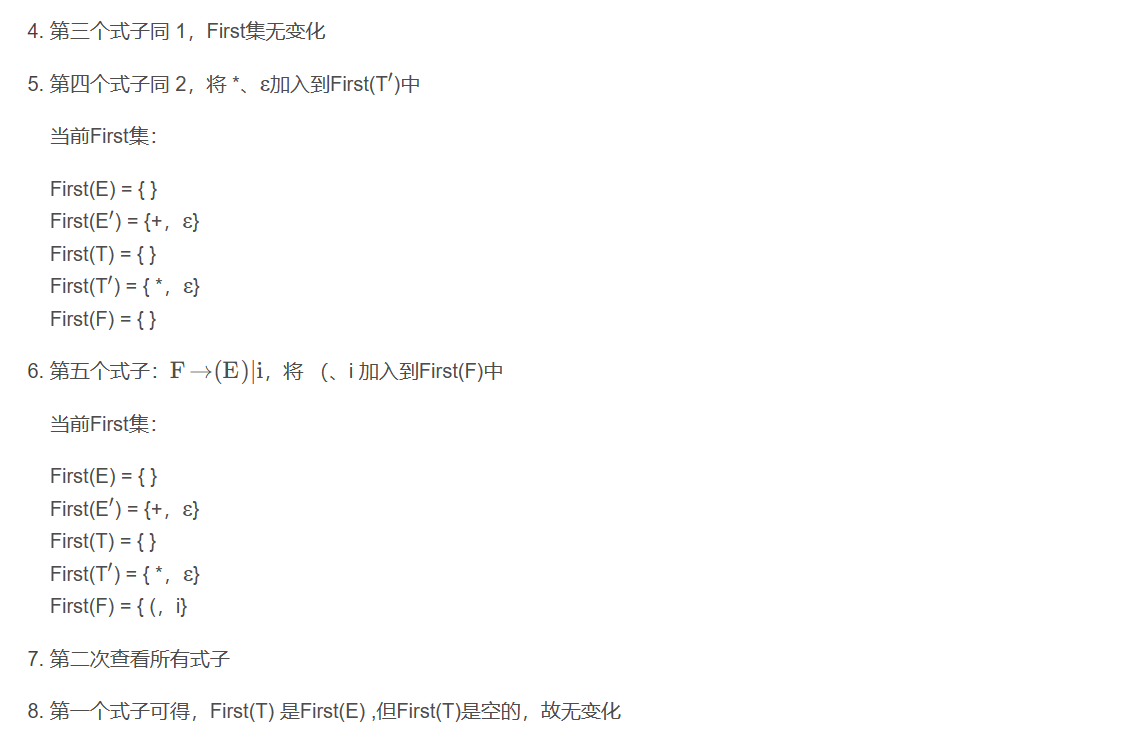 4. 第三个式子同 1，First集无变化
5. 第四个式子同 2，将 *、ε加入到First(T′)中
当前First集：
First(E) = { }
First(E′) = {+，ε}
First(T) = { }
First(T′) = { *，ε}
First(F) = { }
6. 第五个式子：F→(E)|i，将 （、i 加入到First(F)中
当前First集：
First(E) = { }
First(E′) = {+，ε}
First(T) = { }
First(T′) = { *，ε}
First(F) = { (，i}
7. 第二次查看所有式子
8. 第一个式子可得，First(T) 是First(E) ,但First(T)是空的，故无变化